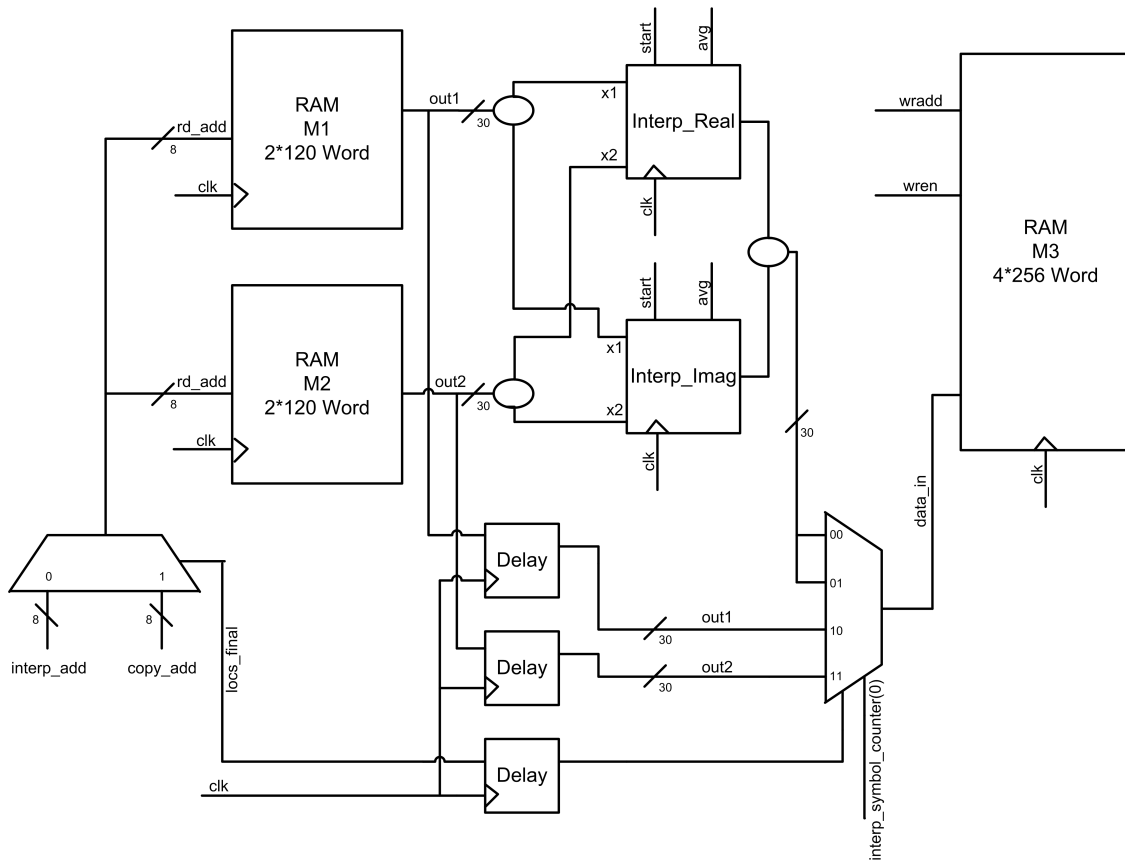 start
avg
RAM
M1
2*120 Word
rd_add
8
clk
out1
30
x1
x2
Interp_Real
clk
wradd
wren
RAM
M3
4*256 Word
start
avg
RAM
M2
2*120 Word
rd_add
8
clk
out2
30
x1
x2
Interp_Imag
clk
30
clk
data_in
0
1
8
8
interp_add
copy_add
locs_final
Delay
Delay
Delay
clk
out1
30
out2
30
00
01
10
11
interp_symbol_counter(0)